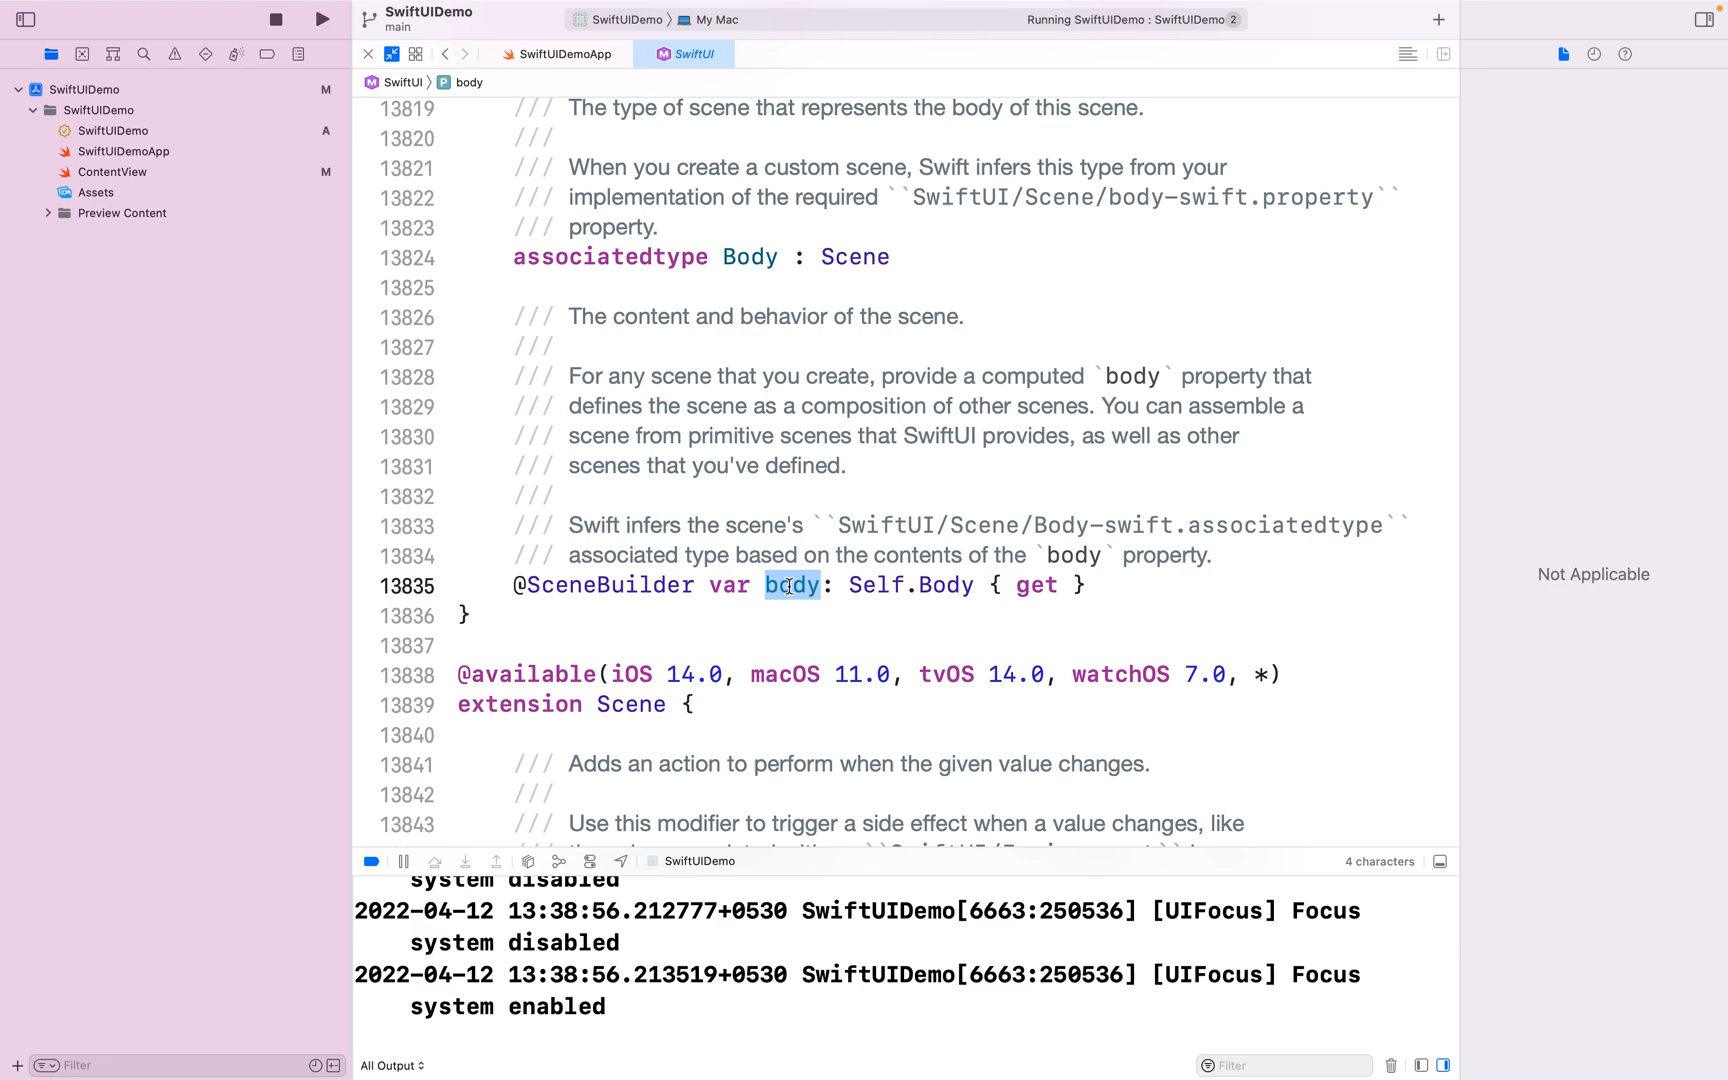 SwiftUIDemo
main
SwiftUIDemo 〉 My Mac
Running SwiftUIDemo : SwiftUIDemo 2
SwiftUIDemoApp
SwiftUI
SwiftUI 〉 P body
SwiftUIDemo M
SwiftUIDemo
SwiftUIDemo A
SwiftUIDemoApp
ContentView M
Assets
Preview Content
13819 /// The type of scene that represents the body of this scene.
13820 ///
13821 /// When you create a custom scene, Swift infers this type from your
13822 /// implementation of the required ``SwiftUI/Scene/body-swift.property``
13823 /// property.
13824 associatedtype Body : Scene
13825
13826 /// The content and behavior of the scene.
13827 ///
13828 /// For any scene that you create, provide a computed `body` property that
13829 /// defines the scene as a composition of other scenes. You can assemble a
13830 /// scene from primitive scenes that SwiftUI provides, as well as other
13831 /// scenes that you've defined.
13832 ///
13833 /// Swift infers the scene's ``SwiftUI/Scene/Body-swift.associatedtype``
13834 /// associated type based on the contents of the `body` property.
13835 @SceneBuilder var body: Self.Body { get }
13836 }
13837
13838 @available(iOS 14.0, macOS 11.0, tvOS 14.0, watchOS 7.0, *)
13839 extension Scene {
13840
13841 /// Adds an action to perform when the given value changes.
13842 ///
13843 /// Use this modifier to trigger a side effect when a value changes, like
Not Applicable
SwiftUIDemo
4 characters
system disabled
2022-04-12 13:38:56.212777+0530 SwiftUIDemo[6663:250536] [UIFocus] Focus
system disabled
2022-04-12 13:38:56.213519+0530 SwiftUIDemo[6663:250536] [UIFocus] Focus
system enabled
Filter
All Output
Filter